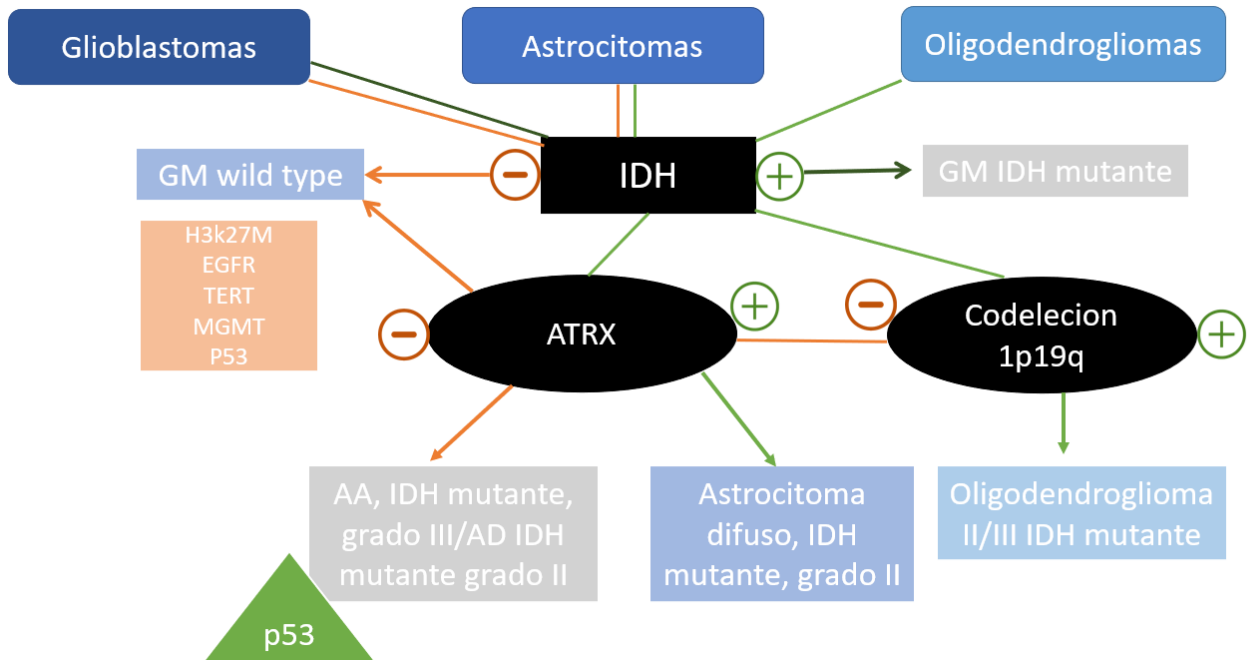 Glioblastomas
Astrocitomas
Oligodendrogliomas
GM wild type
−
IDH
+
GM IDH mutante
H3k27M
EGFR
TERT
MGMT
P53
−
ATRX
+
−
Codelecion
1p19q
+
AA, IDH mutante,
grado III/AD IDH
mutante grado II
Astrocitoma
difuso, IDH
mutante, grado II
Oligodendroglioma
II/III IDH mutante
p53